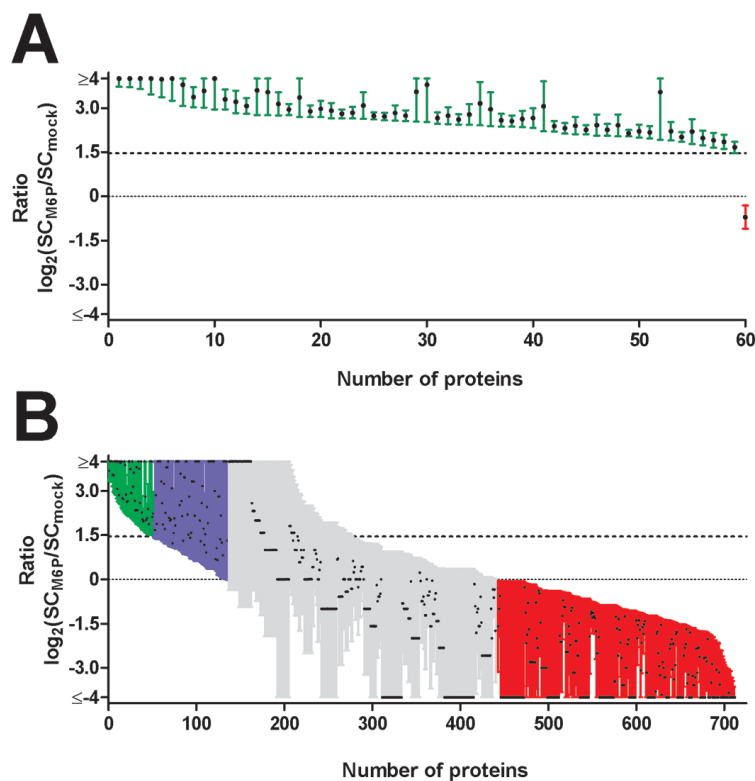 A
Ratio
log2(SCM6P/SCmock)
≥4
3.0
1.5
0
-1.5
-3.0
≤-4
0 10 20 30 40 50 60
Number of proteins
B
Ratio
log2(SCM6P/SCmock)
≥4
3.0
1.5
0
-1.5
-3.0
≤-4
0 100 200 300 400 500 600 700
Number of proteins